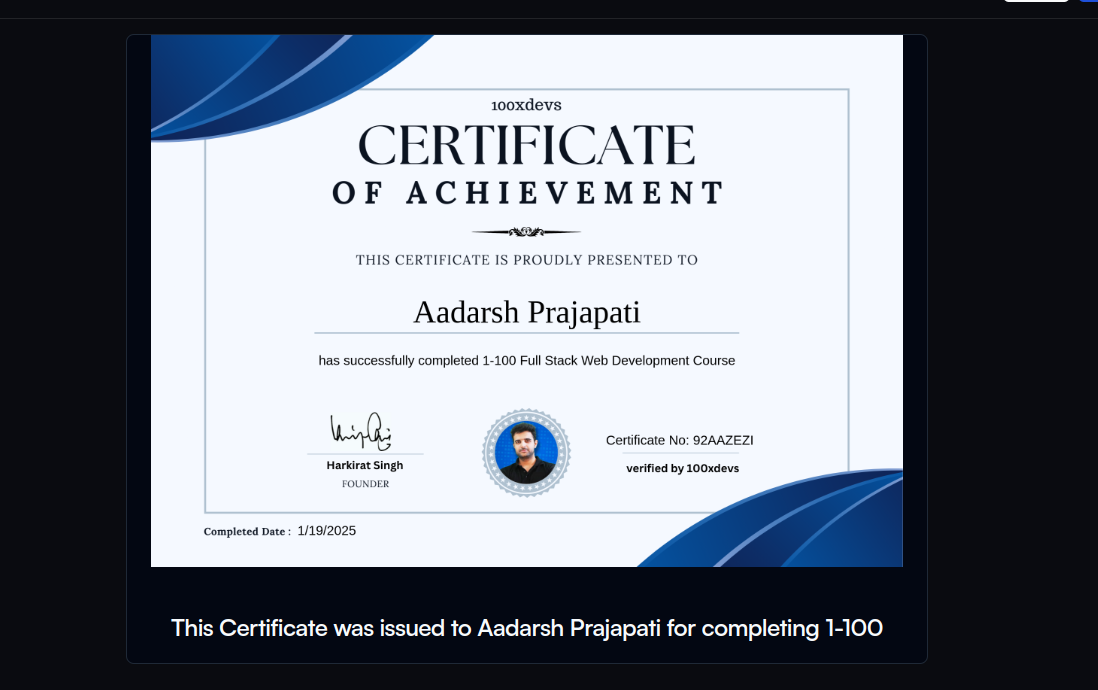 100xdevs
CERTIFICATE
OF ACHIEVEMENT
THIS CERTIFICATE IS PROUDLY PRESENTED TO
Aadarsh Prajapati
has successfully completed 1-100 Full Stack Web Development Course
Harkirat Singh
FOUNDER
Certificate No: 92AAZEZI
verified by 100xdevs
Completed Date : 1/19/2025
This Certificate was issued to Aadarsh Prajapati for completing 1-100